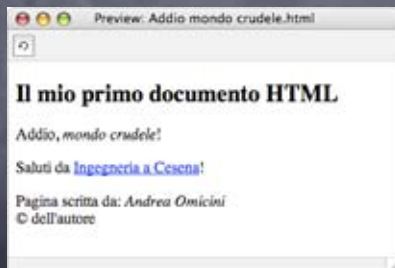 Preview: Addio mondo crudele.html
Il mio primo documento HTML
Addio, mondo crudele!
Saluti da Ingegneria a Cesena!
Pagina scritta da: Andrea Omicini
© dell'autore